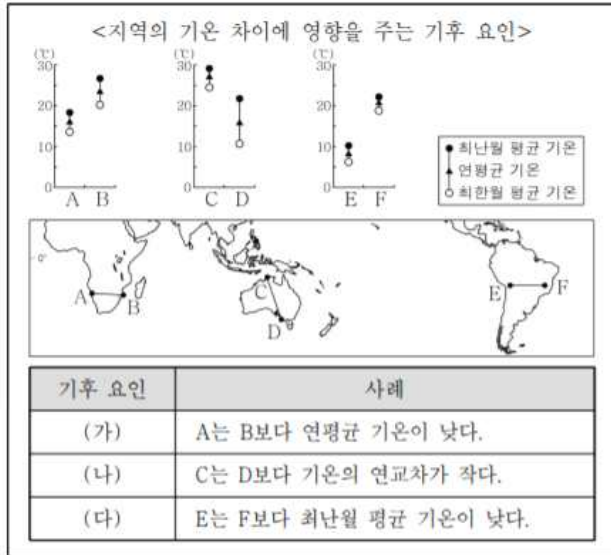 <지역의 기온 차이에 영향을 주는 기후 요인>
(℃) (℃) (℃)
30 30 30
20 20 20
10 10 10
0 0 0
A B C D E F
● 최난월 평균 기온
▲ 연평균 기온
○ 최한월 평균 기온
0°
A B C D E F
기후 요인 사례
(가) A는 B보다 연평균 기온이 낮다.
(나) C는 D보다 기온의 연교차가 작다.
(다) E는 F보다 최난월 평균 기온이 낮다.